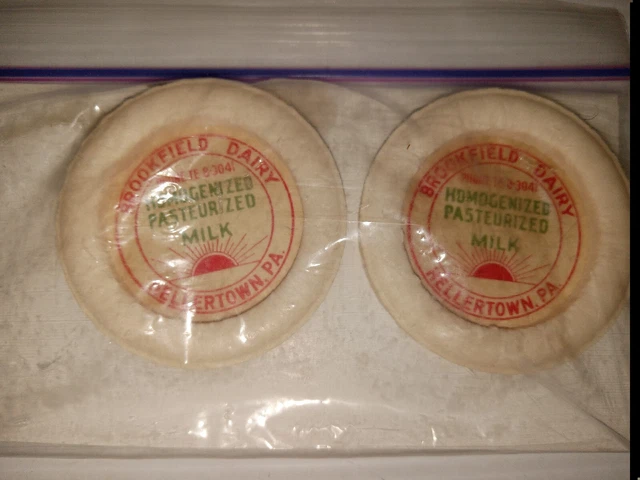 BROOKFIELD DAIRY
HOMOGENIZED
PASTEURIZED
MILK
HELLERTOWN, PA.
BROOKFIELD DAIRY
HOMOGENIZED
PASTEURIZED
MILK
HELLERTOWN, PA.